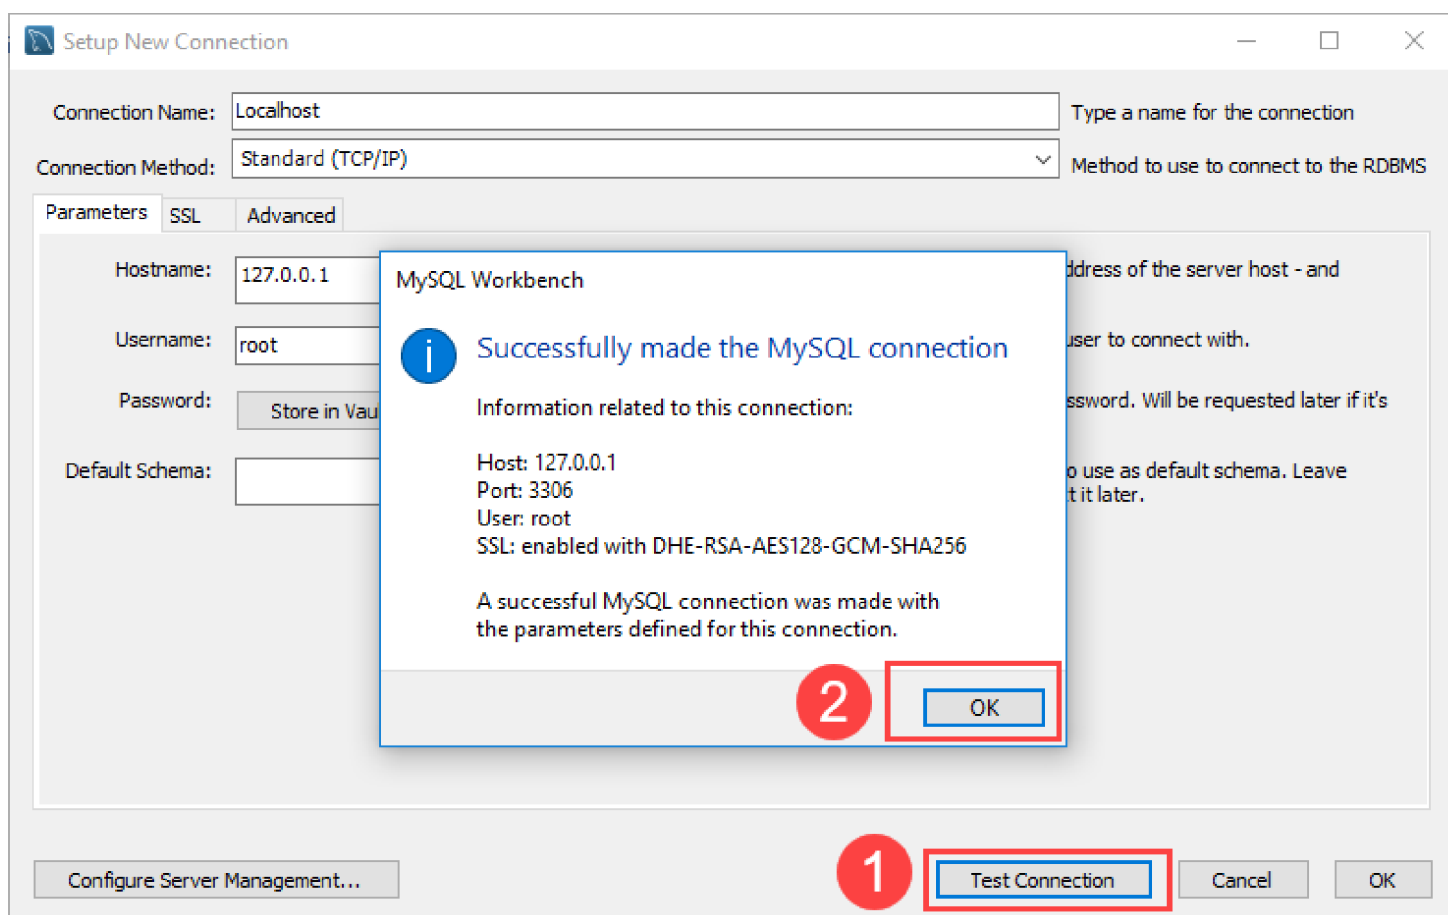 Setup New Connection
Connection Name: Localhost Type a name for the connection
Connection Method: Standard (TCP/IP) Method to use to connect to the RDBMS
Parameters SSL Advanced
Hostname: 127.0.0.1 address of the server host - and
Username: root user to connect with.
Password: Store in Vau ssword. Will be requested later if it's
Default Schema: o use as default schema. Leave
t it later.
MySQL Workbench
Successfully made the MySQL connection
Information related to this connection:
Host: 127.0.0.1
Port: 3306
User: root
SSL: enabled with DHE-RSA-AES128-GCM-SHA256
A successful MySQL connection was made with
the parameters defined for this connection.
2 OK
Configure Server Management... 1 Test Connection Cancel OK